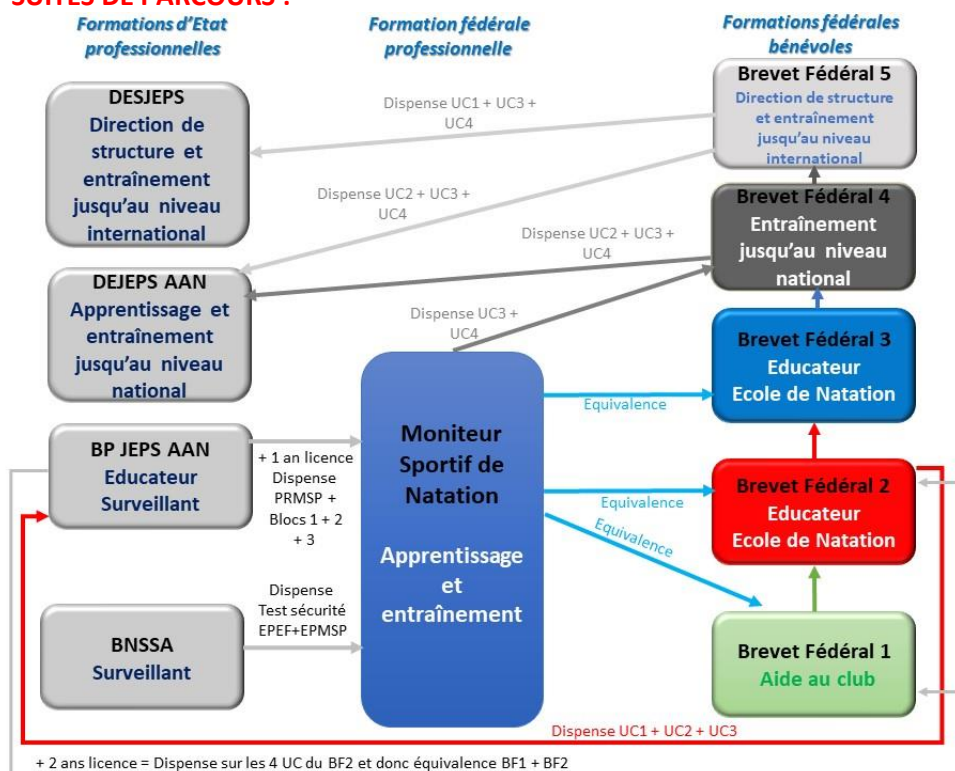 SUITES DE PARCOURS :
Formations d'Etat
professionnelles
Formation fédérale
professionnelle
Formations fédérales
bénévoles
DESJEPS
Direction de
structure et
entraînement
jusqu'au niveau
international
Dispense UC1 + UC3 +
UC4
Brevet Fédéral 5
Direction de structure
et entraînement
jusqu'au niveau
international
Dispense UC2 + UC3 +
UC4
Dispense UC2 + UC3 +
UC4
Brevet Fédéral 4
Entraînement
jusqu'au niveau
national
DEJEPS AAN
Apprentissage et
entraînement
jusqu'au niveau
national
Dispense UC3 +
UC4
Brevet Fédéral 3
Educateur
Ecole de Natation
Equivalence
BP JEPS AAN
Educateur
Surveillant
+ 1 an licence
Dispense
PRMSP +
Blocs 1 + 2
+ 3
Moniteur
Sportif de
Natation
Apprentissage
et
entraînement
Equivalence
Equivalence
Brevet Fédéral 2
Educateur
Ecole de Natation
BNSSA
Surveillant
Dispense
Test sécurité
EPEF+EPMSP
Brevet Fédéral 1
Aide au club
Dispense UC1 + UC2 + UC3
+ 2 ans licence = Dispense sur les 4 UC du BF2 et donc équivalence BF1 + BF2